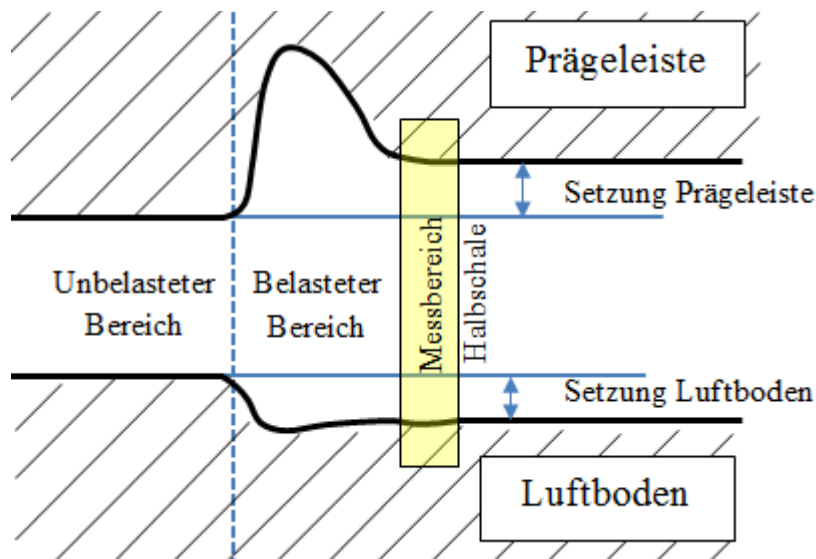 Prägeleiste
Setzung Prägeleiste
Unbelasteter
Bereich
Belasteter
Bereich
Messbereich
Halbschale
Setzung Luftboden
Luftboden